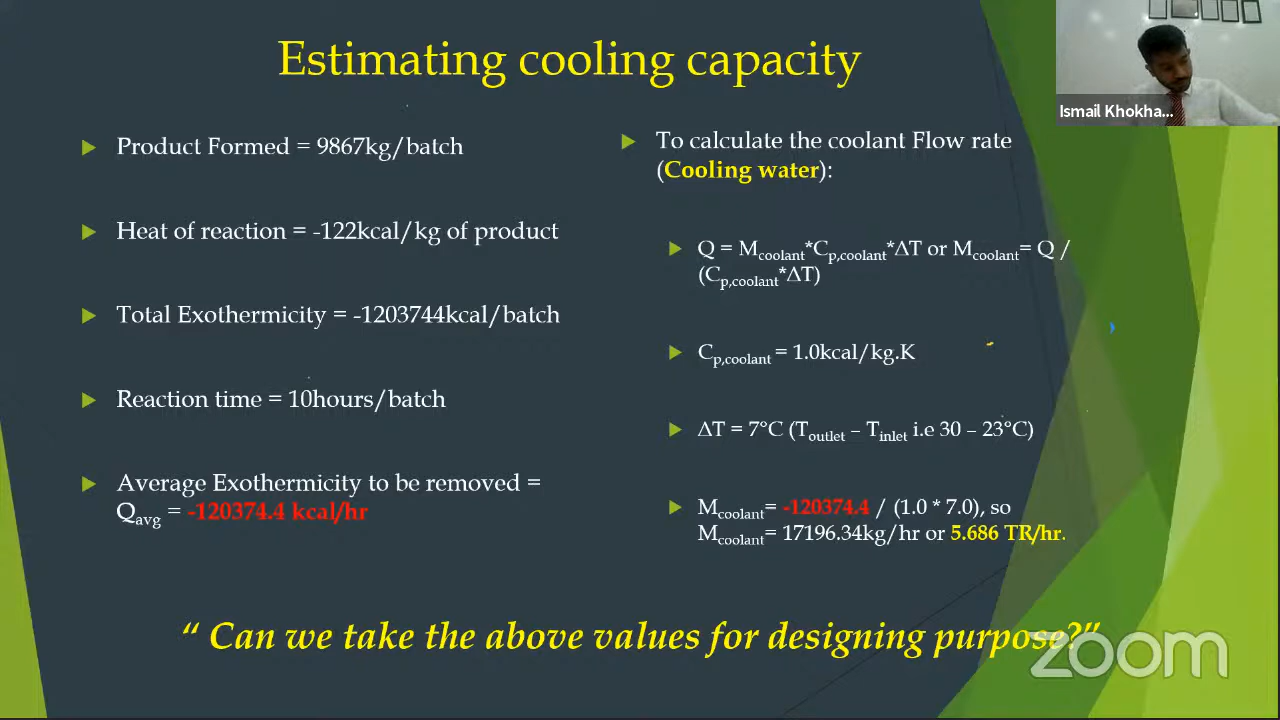 Estimating cooling capacity
Ismail Khokha...
Product Formed = 9867kg/batch
Heat of reaction = -122kcal/kg of product
Total Exothermicity = -1203744kcal/batch
Reaction time = 10hours/batch
Average Exothermicity to be removed =
Qavg = -120374.4 kcal/hr
To calculate the coolant Flow rate
(Cooling water):
Q = Mcoolant*Cp,coolant*ΔT or Mcoolant= Q /
(Cp,coolant*ΔT)
Cp,coolant = 1.0kcal/kg.K
ΔT = 7°C (Toutlet – Tinlet i.e 30 – 23°C)
Mcoolant= -120374.4 / (1.0 * 7.0), so
Mcoolant= 17196.34kg/hr or 5.686 TR/hr.
“ Can we take the above values for designing purpose?”
zoom